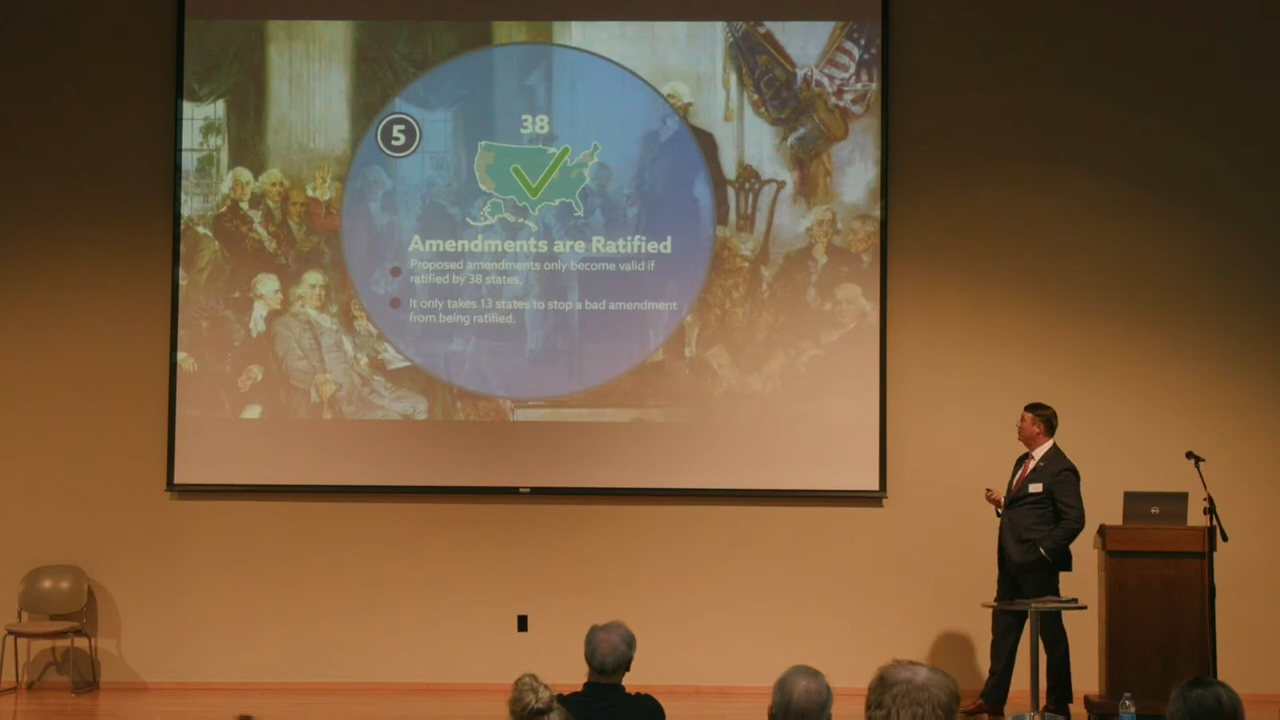 5
38
Amendments are Ratified
Proposed amendments only become valid if
ratified by 38 states.
It only takes 13 states to stop a bad amendment
from being ratified.